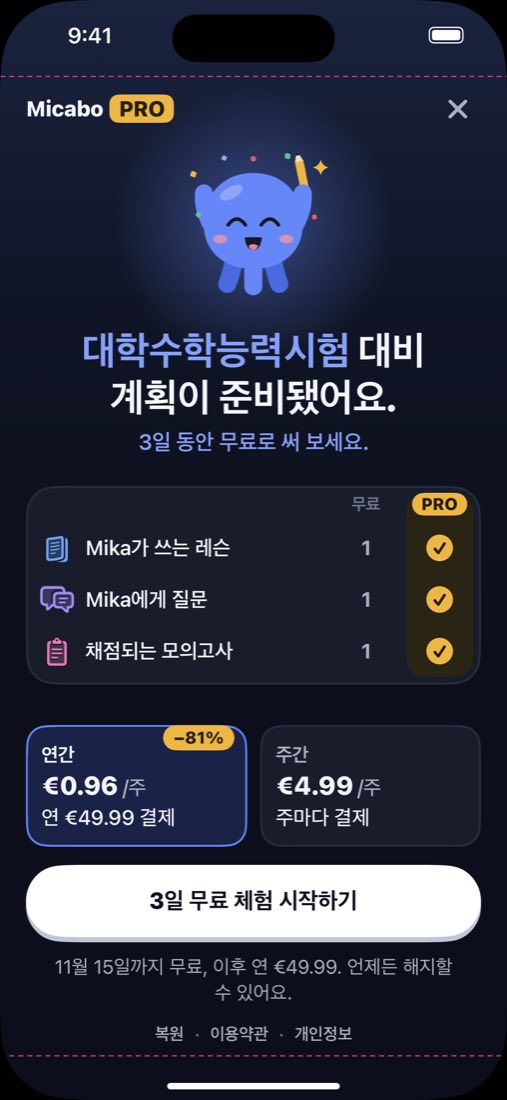 9:41
Micabo PRO
대학수학능력시험 대비
계획이 준비됐어요.
3일 동안 무료로 써 보세요.
무료 PRO
Mika가 쓰는 레슨 1
Mika에게 질문 1
채점되는 모의고사 1
−81%
연간
€0.96 /주
연 €49.99 결제
주간
€4.99 /주
주마다 결제
3일 무료 체험 시작하기
11월 15일까지 무료, 이후 연 €49.99. 언제든 해지할
수 있어요.
복원 · 이용약관 · 개인정보